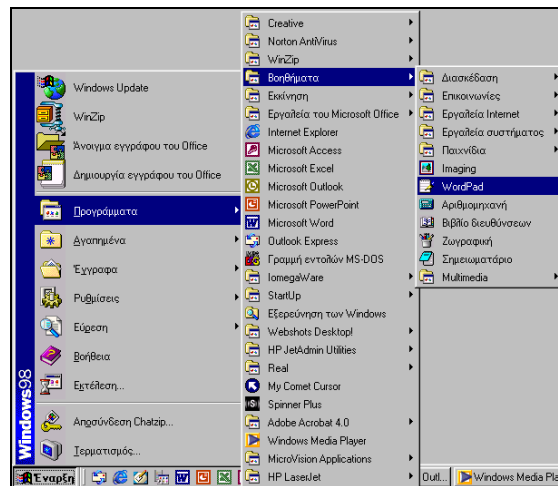 Windows Update
WinZip
Άνοιγμα εγγράφου του Office
Δημιουργία εγγράφου του Office
Προγράμματα
Αγαπημένα
Έγγραφα
Ρυθμίσεις
Εύρεση
Βοήθεια
Εκτέλεση...
Αποσύνδεση Chatzip...
Τερματισμός...
Windows98
Creative
Norton AntiVirus
WinZip
Βοηθήματα
Εκκίνηση
Εργαλεία του Microsoft Office
Internet Explorer
Microsoft Access
Microsoft Excel
Microsoft Outlook
Microsoft PowerPoint
Microsoft Word
Outlook Express
Γραμμή εντολών MS-DOS
IomegaWare
StartUp
Εξερεύνηση των Windows
Webshots Desktop!
HP JetAdmin Utilities
Real
My Comet Cursor
Spinner Plus
Adobe Acrobat 4.0
Windows Media Player
MicroVision Applications
HP LaserJet
Διασκέδαση
Επικοινωνίες
Εργαλεία Internet
Εργαλεία συστήματος
Παιχνίδια
Imaging
WordPad
Αριθμομηχανή
Βιβλίο διευθύνσεων
Ζωγραφική
Σημειωματάριο
Multimedia
Έναρξη
Outl...
Windows Media Pla